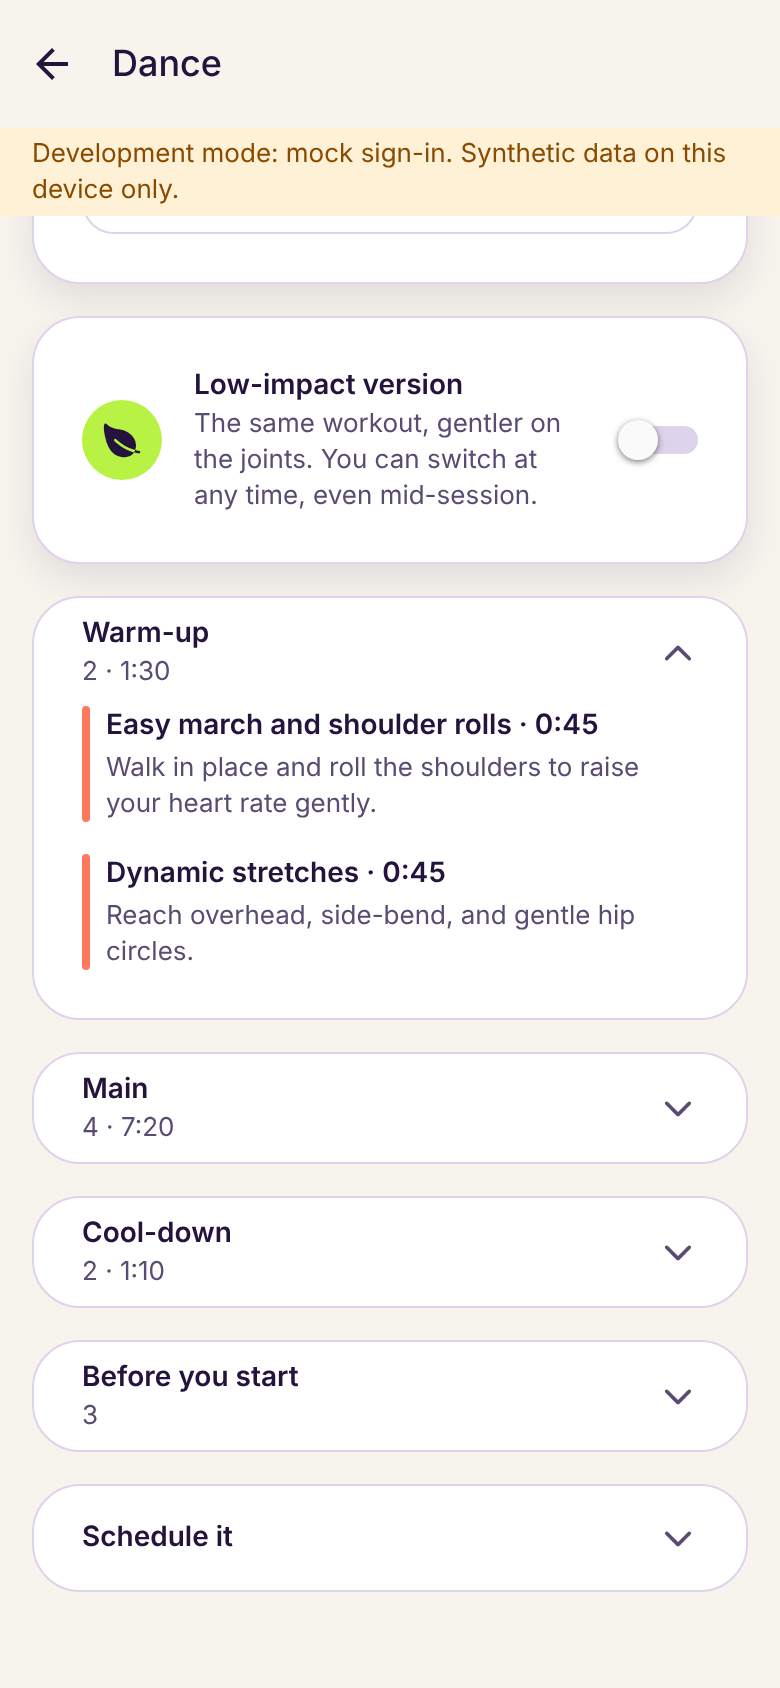 Dance
Development mode: mock sign-in. Synthetic data on this
device only.
Low-impact version
The same workout, gentler on
the joints. You can switch at
any time, even mid-session.
Warm-up
2 · 1:30
Easy march and shoulder rolls · 0:45
Walk in place and roll the shoulders to raise
your heart rate gently.
Dynamic stretches · 0:45
Reach overhead, side-bend, and gentle hip
circles.
Main
4 · 7:20
Cool-down
2 · 1:10
Before you start
3
Schedule it